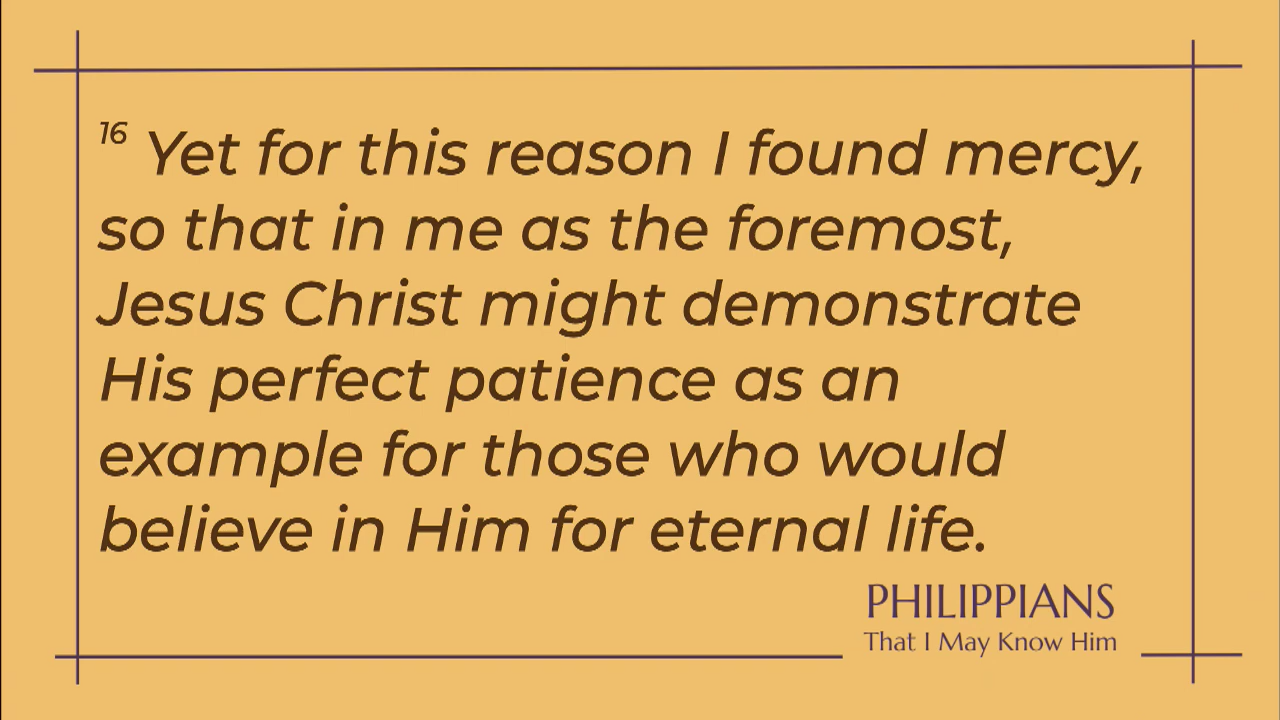 16 Yet for this reason I found mercy,
so that in me as the foremost,
Jesus Christ might demonstrate
His perfect patience as an
example for those who would
believe in Him for eternal life.
PHILIPPIANS
That I May Know Him